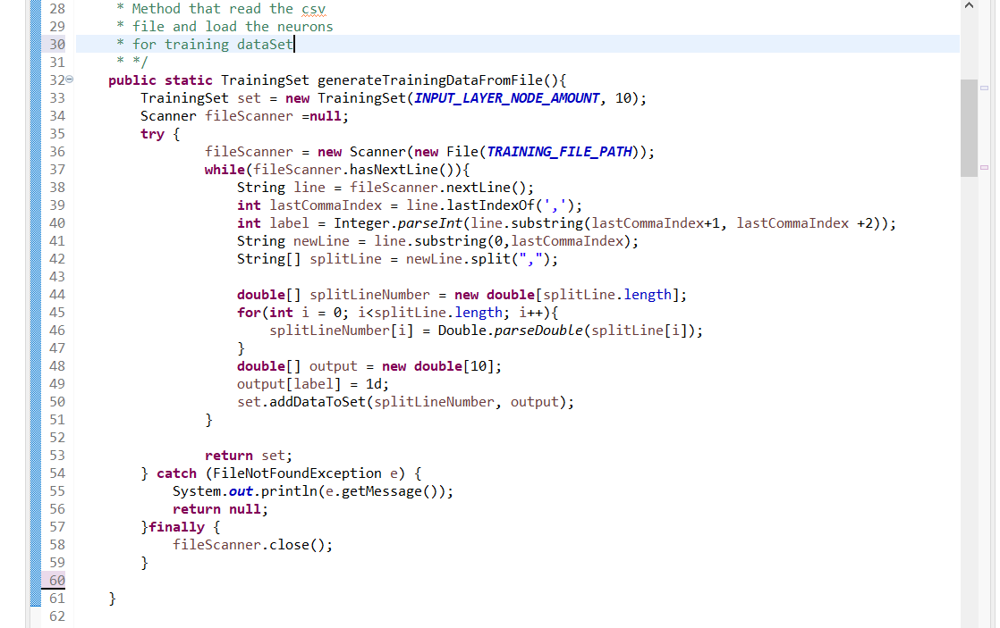 28 * Method that read the csv
29 * file and load the neurons
30 * for training dataSet
31 * */
32 public static TrainingSet generateTrainingDataFromFile(){
33 TrainingSet set = new TrainingSet(INPUT_LAYER_NODE_AMOUNT, 10);
34 Scanner fileScanner =null;
35 try {
36 fileScanner = new Scanner(new File(TRAINING_FILE_PATH));
37 while(fileScanner.hasNextLine()){
38 String line = fileScanner.nextLine();
39 int lastCommaIndex = line.lastIndexOf(',');
40 int label = Integer.parseInt(line.substring(lastCommaIndex+1, lastCommaIndex +2));
41 String newLine = line.substring(0,lastCommaIndex);
42 String[] splitLine = newLine.split(",");
43
44 double[] splitLineNumber = new double[splitLine.length];
45 for(int i = 0; i<splitLine.length; i++){
46 splitLineNumber[i] = Double.parseDouble(splitLine[i]);
47 }
48 double[] output = new double[10];
49 output[label] = 1d;
50 set.addDataToSet(splitLineNumber, output);
51 }
52
53 return set;
54 } catch (FileNotFoundException e) {
55 System.out.println(e.getMessage());
56 return null;
57 }finally {
58 fileScanner.close();
59 }
60
61 }
62